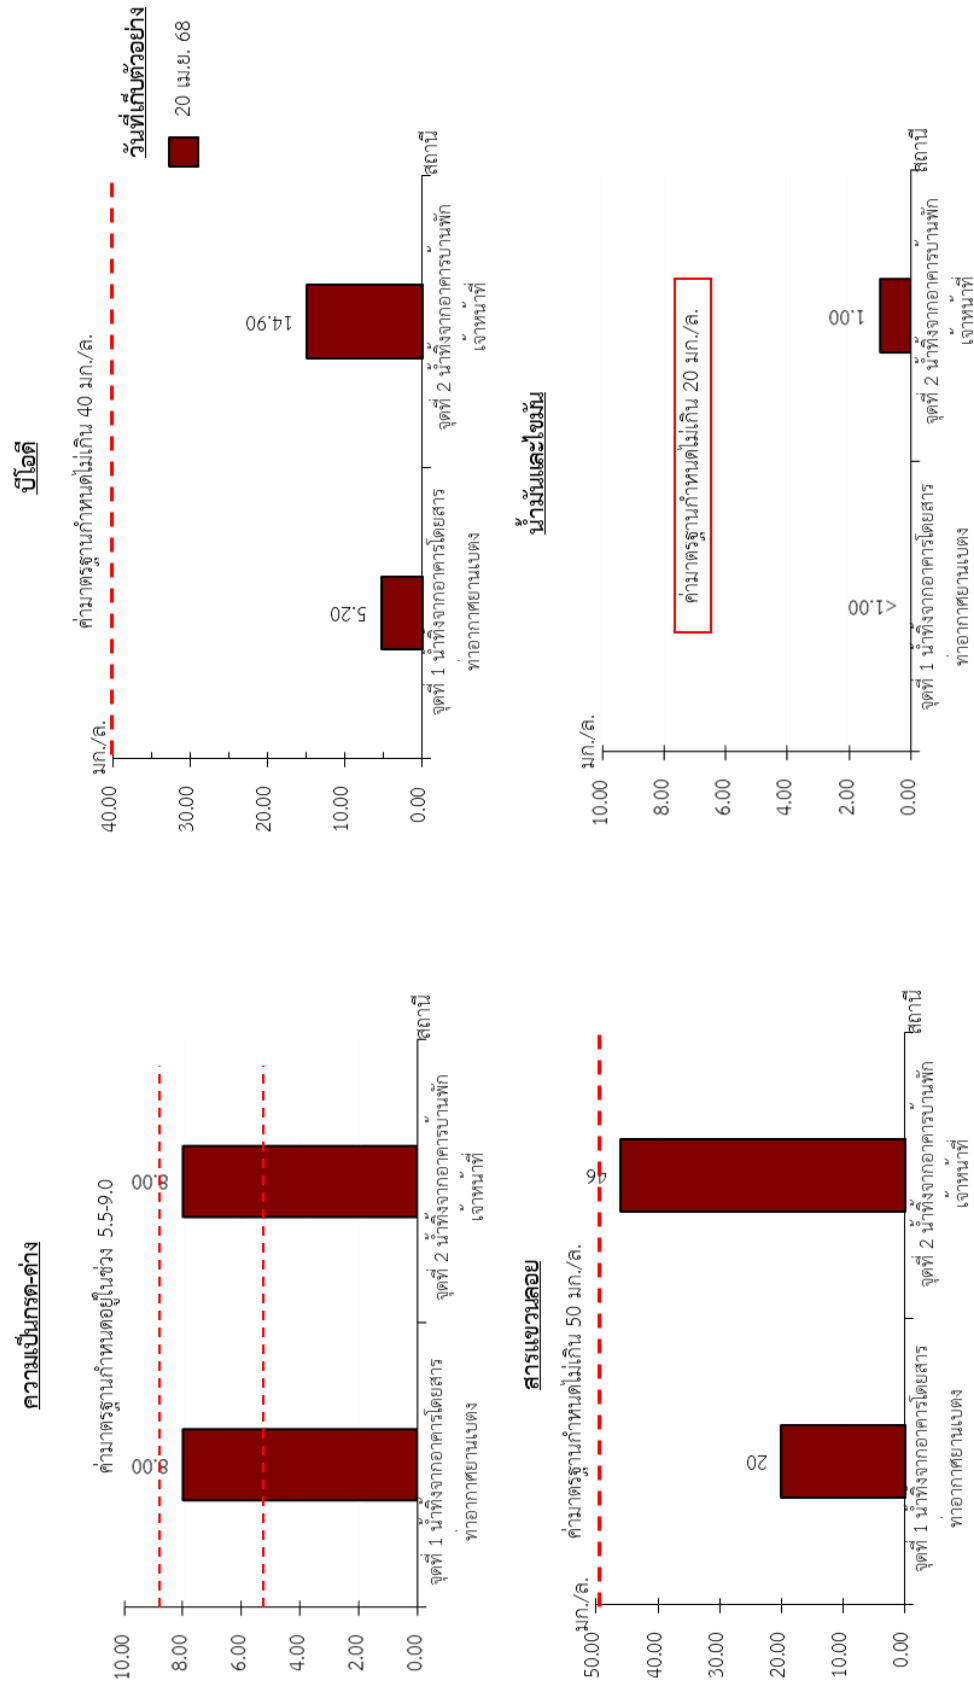 ความเป็นกรด-ด่าง
ค่ามาตรฐานกำหนดอยู่ในช่วง 5.5-9.0
10.00
8.00
6.00
4.00
2.00
0.00
8.00
8.00
จุดที่ 1 น้ำทิ้งจากอาคารโดยสาร
ท่าอากาศยานเบตง
จุดที่ 2 น้ำทิ้งจากอาคารบ้านพัก
เจ้าหน้าที่
สถานี
บีโอดี
ค่ามาตรฐานกำหนดไม่เกิน 40 มก./ล.
มก./ล.
40.00
30.00
20.00
10.00
0.00
5.20
14.90
จุดที่ 1 น้ำทิ้งจากอาคารโดยสาร
ท่าอากาศยานเบตง
จุดที่ 2 น้ำทิ้งจากอาคารบ้านพัก
เจ้าหน้าที่
สถานี
วันที่เก็บตัวอย่าง
20 เม.ย. 68
สารแขวนลอย
ค่ามาตรฐานกำหนดไม่เกิน 50 มก./ล.
มก./ล.
50.00
40.00
30.00
20.00
10.00
0.00
20
46
จุดที่ 1 น้ำทิ้งจากอาคารโดยสาร
ท่าอากาศยานเบตง
จุดที่ 2 น้ำทิ้งจากอาคารบ้านพัก
เจ้าหน้าที่
สถานี
น้ำมันและไขมัน
มก./ล.
ค่ามาตรฐานกำหนดไม่เกิน 20 มก./ล.
10.00
8.00
6.00
4.00
2.00
0.00
<1.00
1.00
จุดที่ 1 น้ำทิ้งจากอาคารโดยสาร
ท่าอากาศยานเบตง
จุดที่ 2 น้ำทิ้งจากอาคารบ้านพัก
เจ้าหน้าที่
สถานี